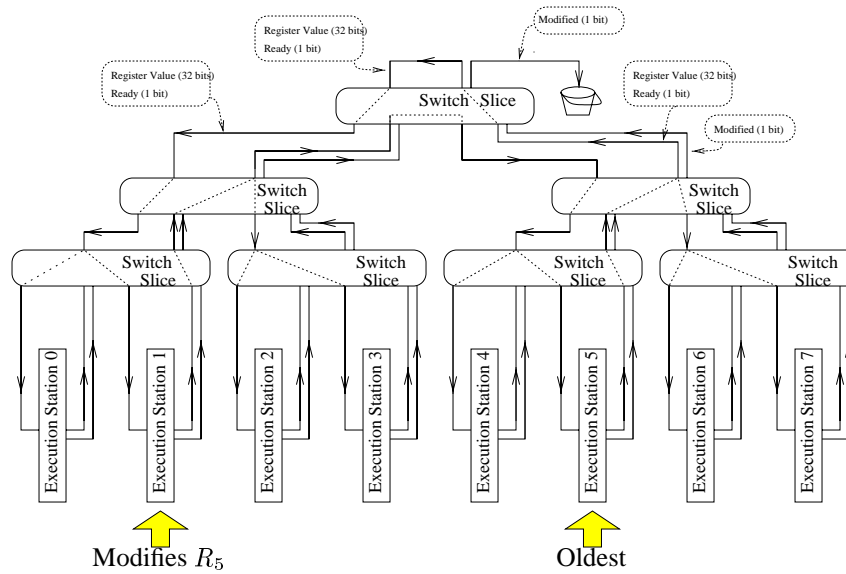 Modified (1 bit)
Register Value (32 bits)
Ready (1 bit)
Register Value (32 bits)
Ready (1 bit)
Register Value (32 bits)
Ready (1 bit)
Switch Slice
Modified (1 bit)
Switch
Slice
Switch
Slice
Switch
Slice
Switch
Slice
Switch
Slice
Switch
Slice
Execution Station 0
Execution Station 1
Execution Station 2
Execution Station 3
Execution Station 4
Execution Station 5
Execution Station 6
Execution Station 7
Modifies R₅
Oldest